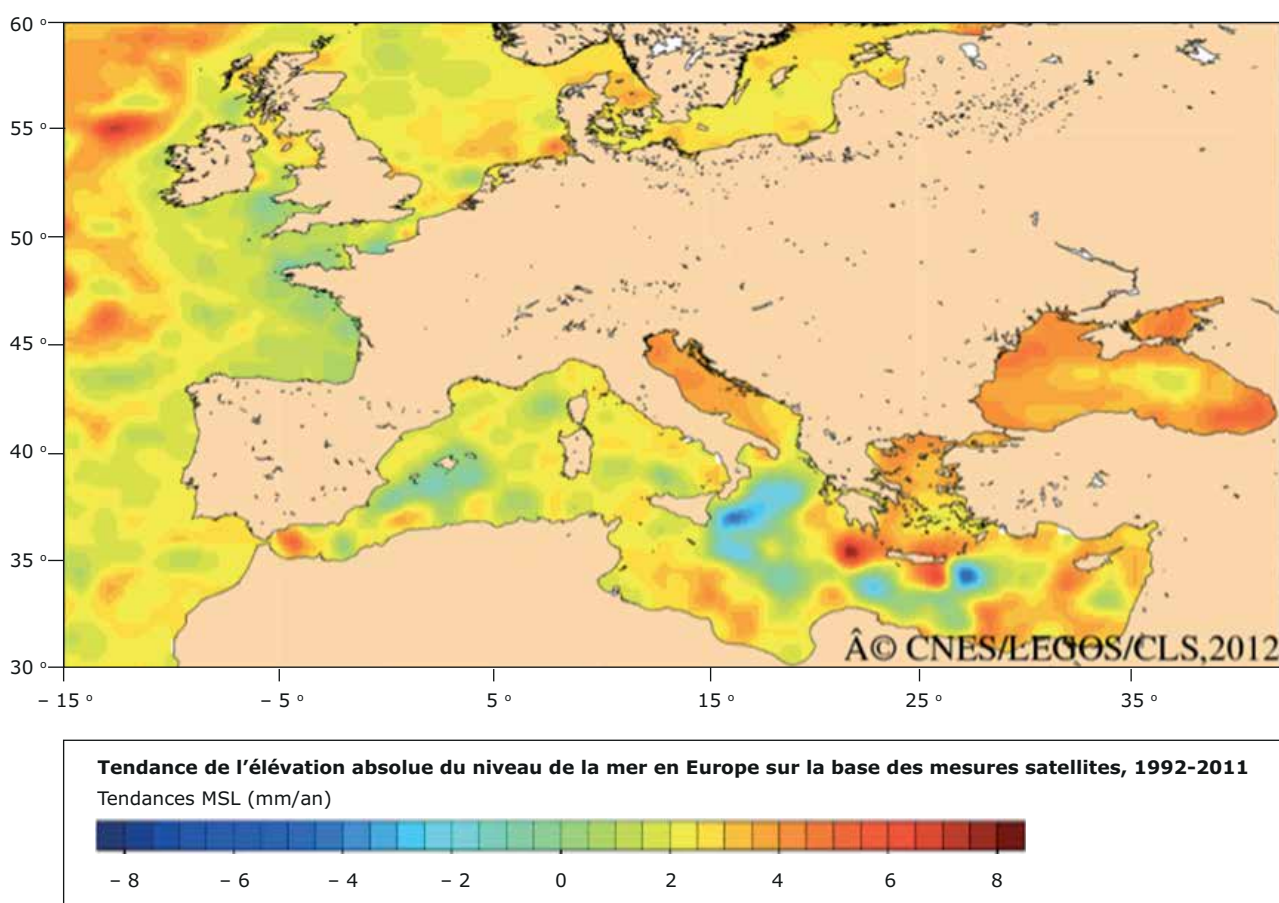 60 º
55 º
50 º
45 º
40 º
35 º
30 º
Â© CNES/LEGOS/CLS,2012
– 15 º – 5 º 5 º 15 º 25 º 35 º
Tendance de l’élévation absolue du niveau de la mer en Europe sur la base des mesures satellites, 1992-2011
Tendances MSL (mm/an)
– 8 – 6 – 4 – 2 0 2 4 6 8